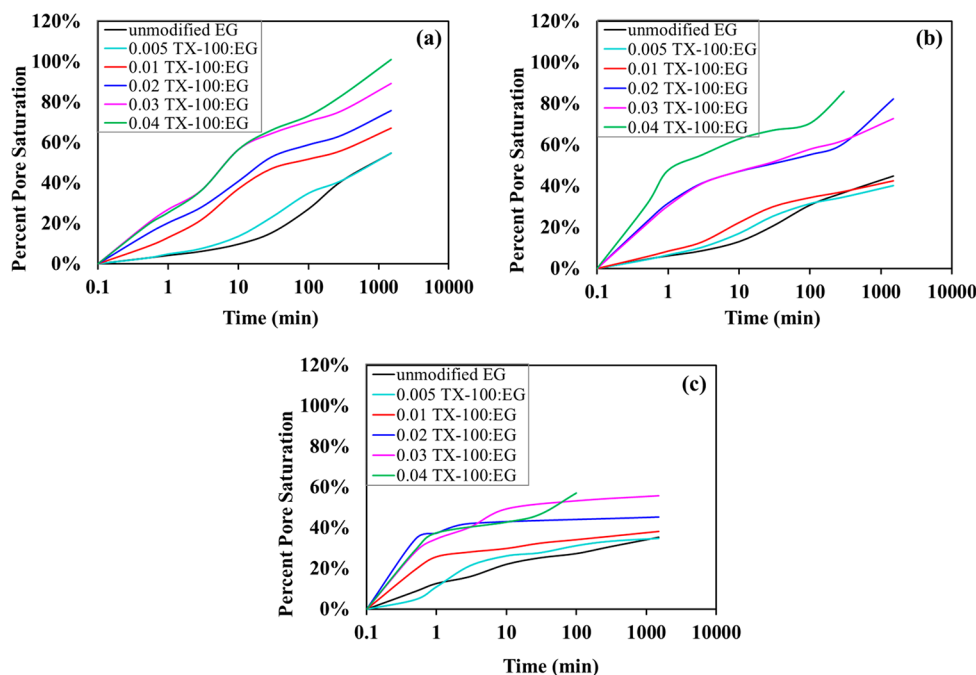 120%
100%
80%
60%
40%
20%
0%
Percent Pore Saturation
unmodified EG
0.005 TX-100:EG
0.01 TX-100:EG
0.02 TX-100:EG
0.03 TX-100:EG
0.04 TX-100:EG
(a)
0.1 1 10 100 1000 10000
Time (min)
120%
100%
80%
60%
40%
20%
0%
Percent Pore Saturation
unmodified EG
0.005 TX-100:EG
0.01 TX-100:EG
0.02 TX-100:EG
0.03 TX-100:EG
0.04 TX-100:EG
(b)
0.1 1 10 100 1000 10000
Time (min)
120%
100%
80%
60%
40%
20%
0%
Percent Pore Saturation
unmodified EG
0.005 TX-100:EG
0.01 TX-100:EG
0.02 TX-100:EG
0.03 TX-100:EG
0.04 TX-100:EG
(c)
0.1 1 10 100 1000 10000
Time (min)